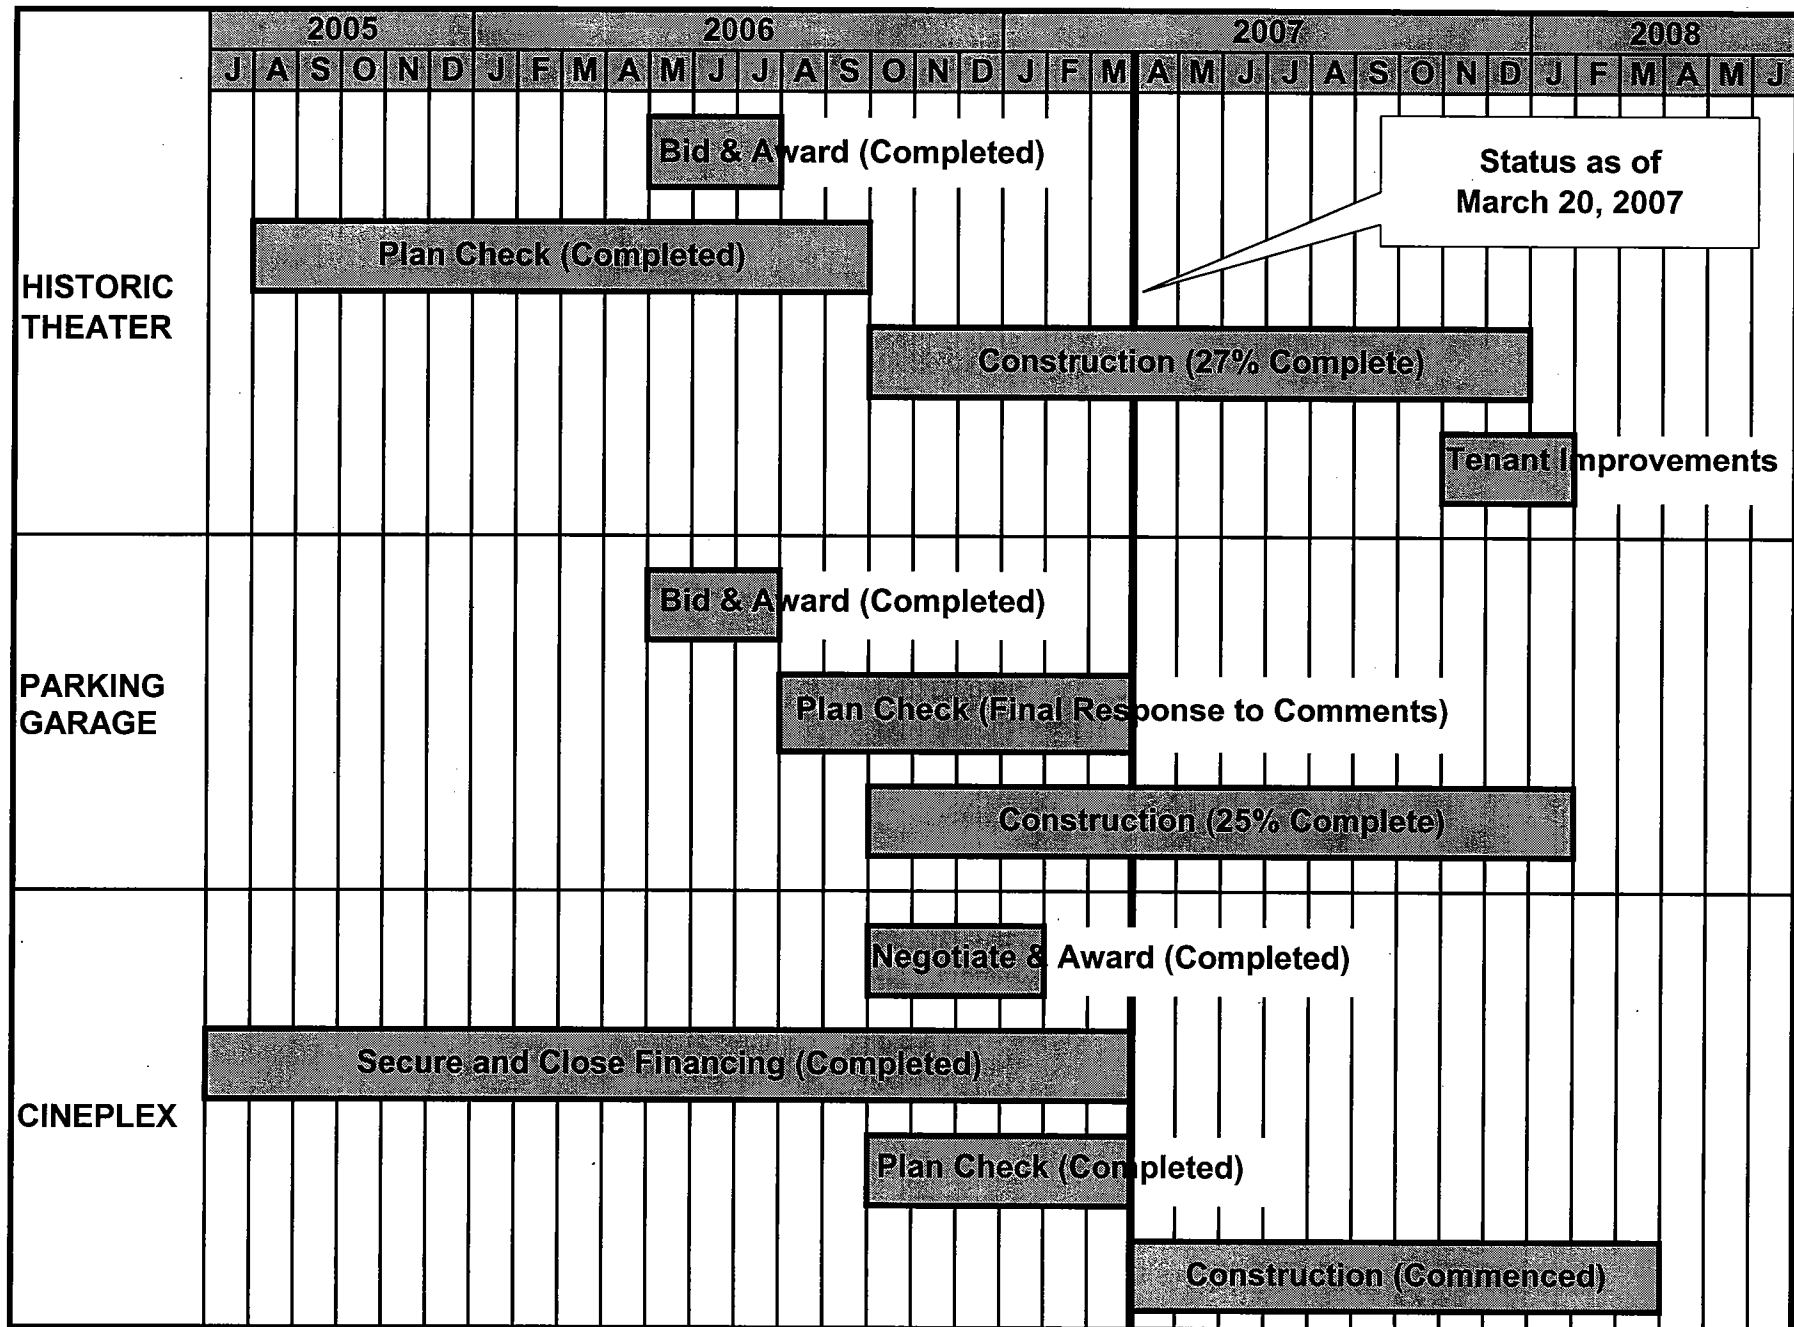 2005 2006 2007 2008
J A S O N D J F M A M J J A S O N D J F M A M J J A S O N D J F M A M J
Bid & Award (Completed)
Status as of
March 20, 2007
Plan Check (Completed)
HISTORIC
THEATER
Construction (27% Complete)
Tenant Improvements
Bid & Award (Completed)
PARKING
GARAGE
Plan Check (Final Response to Comments)
Construction (25% Complete)
Negotiate & Award (Completed)
Secure and Close Financing (Completed)
CINEPLEX
Plan Check (Completed)
Construction (Commenced)